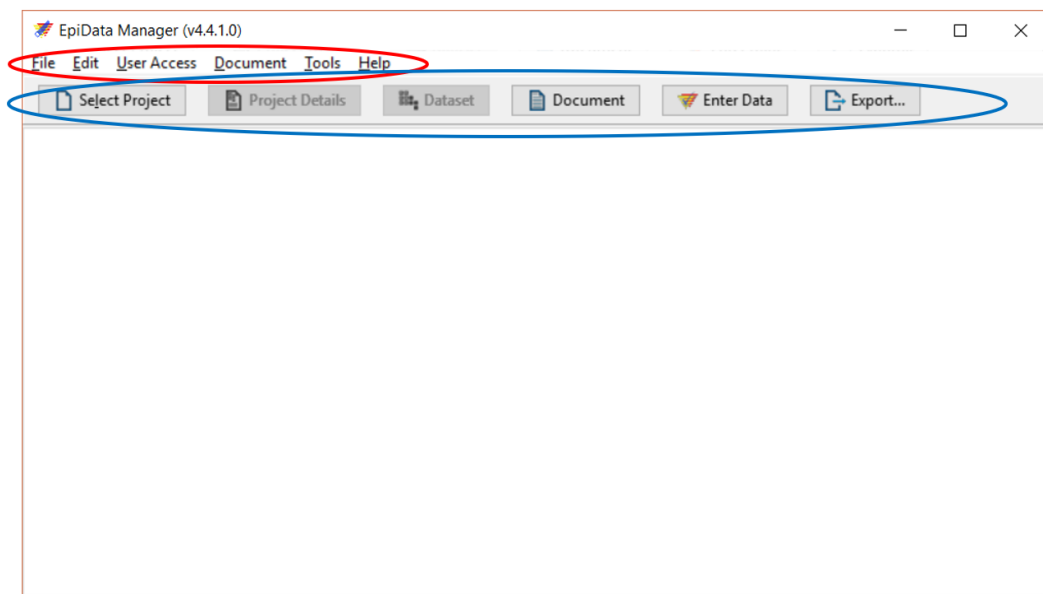 EpiData Manager (v4.4.1.0)
File Edit User Access Document Tools Help
Select Project Project Details Dataset Document Enter Data Export...